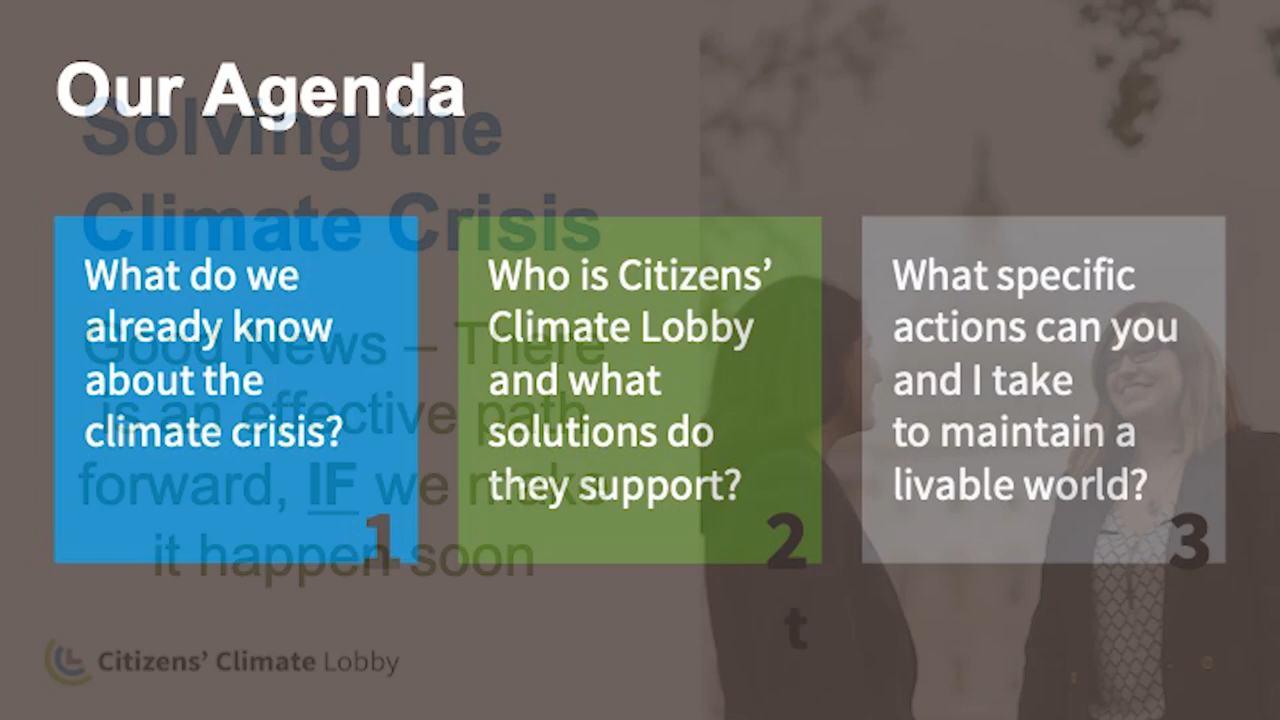 Our Agenda
Solving the
Climate Crisis
What do we
already know
about the
climate crisis?
1
Who is Citizens’
Climate Lobby
and what
solutions do
they support?
2
What specific
actions can you
and I take
to maintain a
livable world?
3
Good News – There
is an effective path
forward, IF we make
it happen soon
t
Citizens’ Climate Lobby